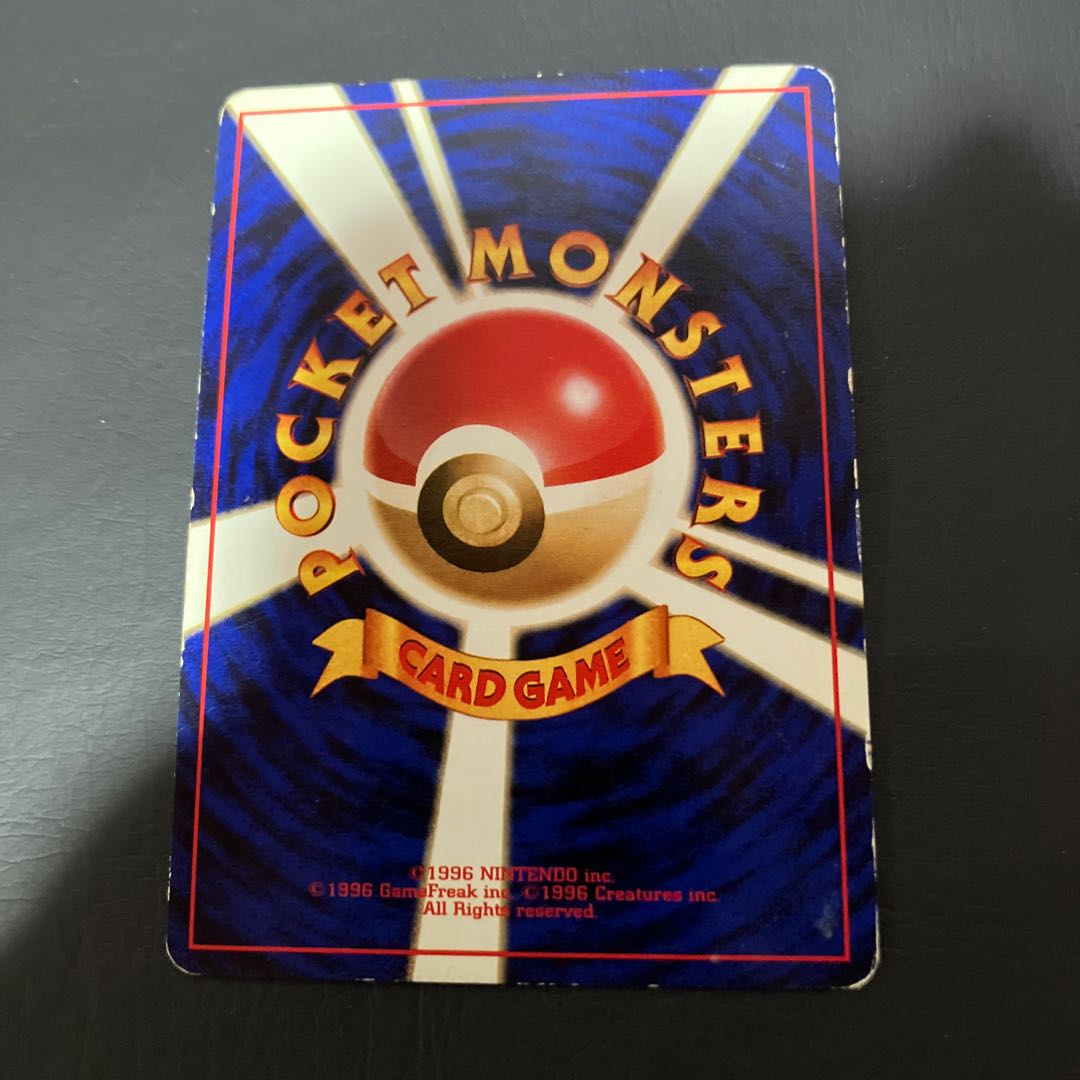 POCKET MONSTERS
CARD GAME
©1996 NINTENDO inc.
©1996 GameFreak inc. ©1996 Creatures inc.
All Rights reserved.